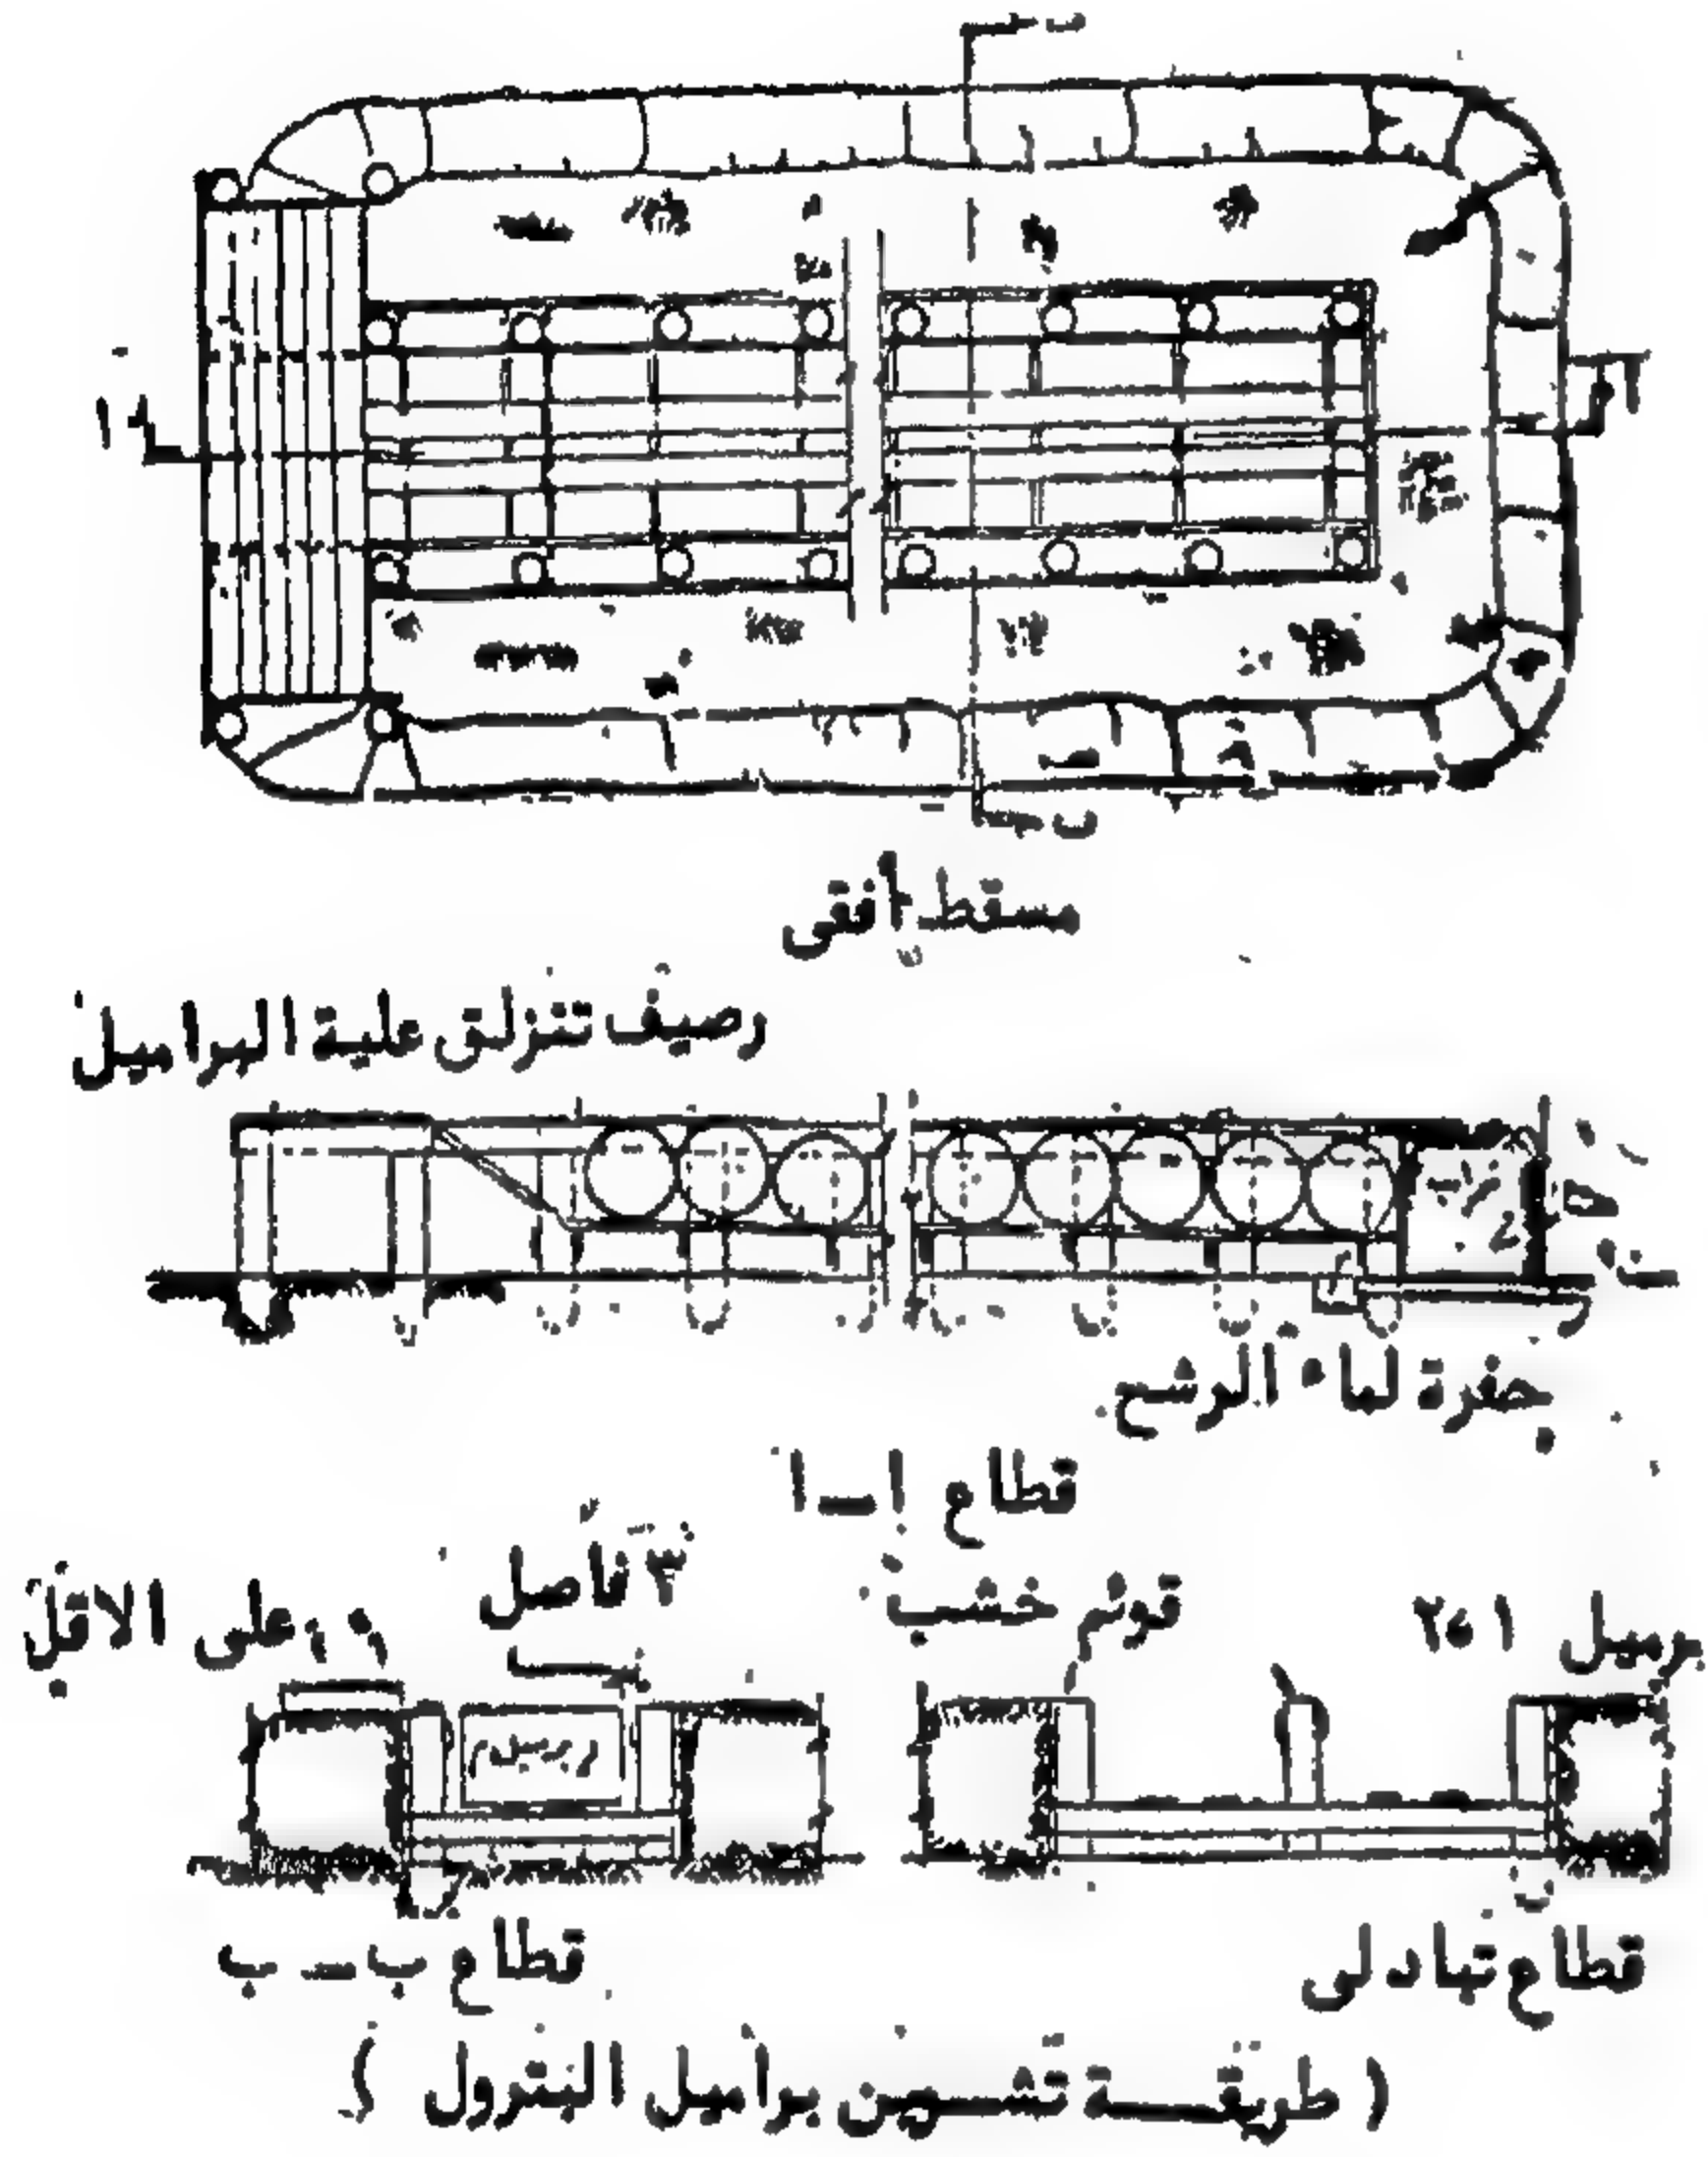 ب
ا
ا
ب
مسقط أفقى
رصيف تنزلق علية البراميل
حفرة لماء الرشح
قطاع ا – ا
٣ فاصل
على الاقل
قوئم خشب
برميل
برميل
قطاع ب – ب
قطاع تبادلى
( طريقة تشوين براميل البترول )